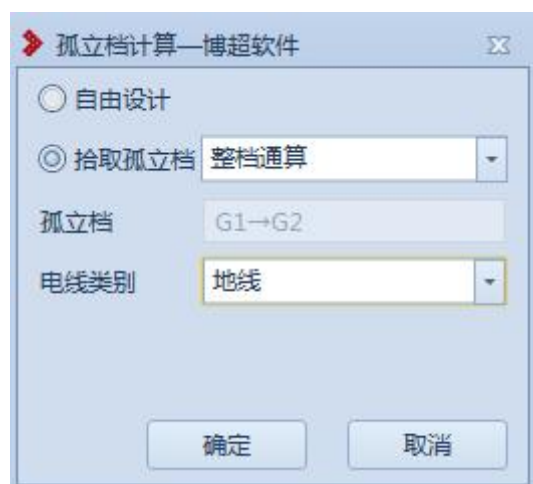 孤立档计算—博超软件
自由设计
拾取孤立档 整档通算
孤立档 G1→G2
电线类别 地线
确定 取消